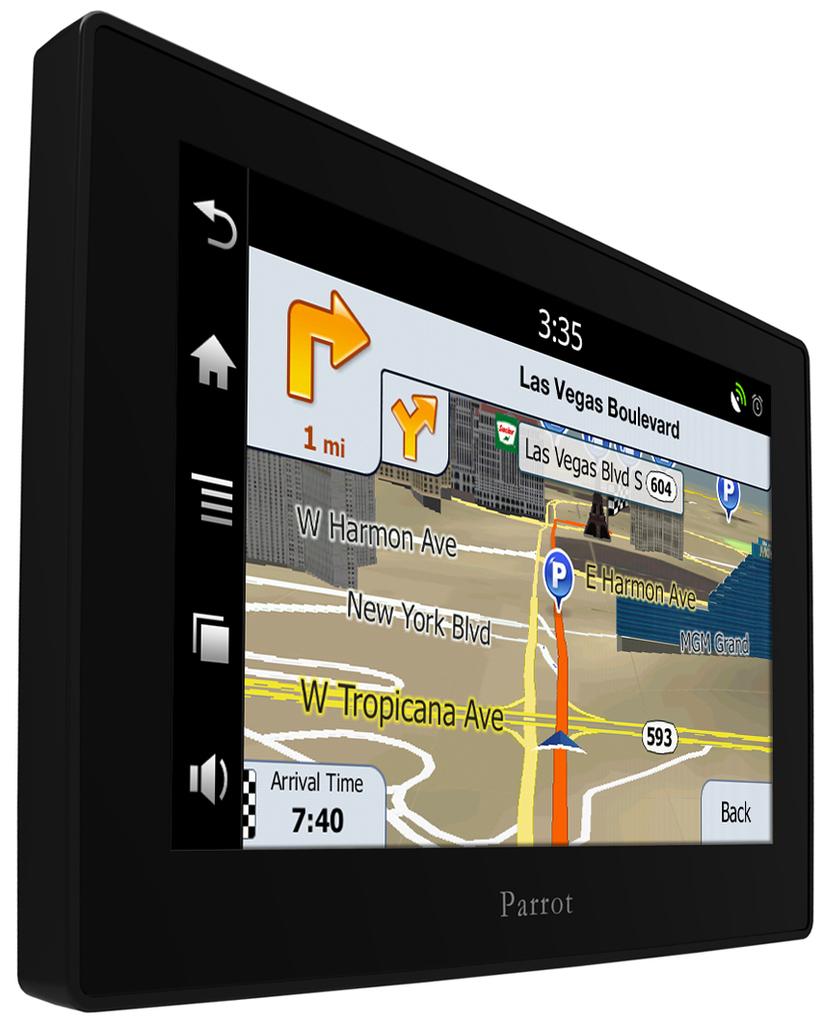 3:35
Las Vegas Boulevard
1 mi
Las Vegas Blvd S 604
P
W Harmon Ave
P
E Harmon Ave
New York Blvd
MGM Grand
W Tropicana Ave
593
Arrival Time
7:40
Back
Parrot